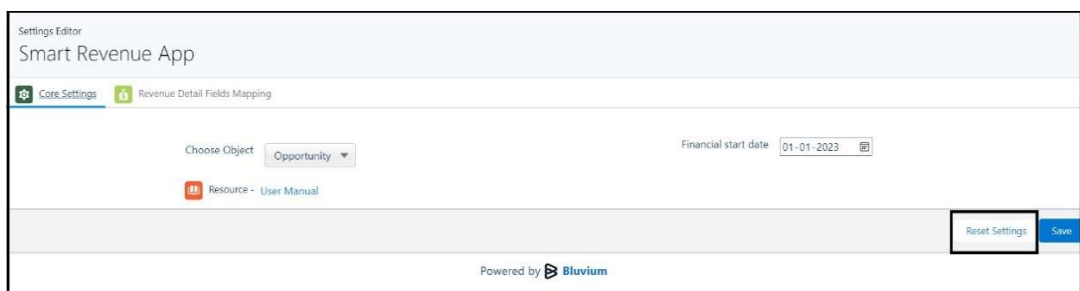 Settings Editor
Smart Revenue App
Core Settings Revenue Detail Fields Mapping
Choose Object Opportunity Financial start date 01-01-2023
Resource - User Manual
Reset Settings Save
Powered by Bluvium